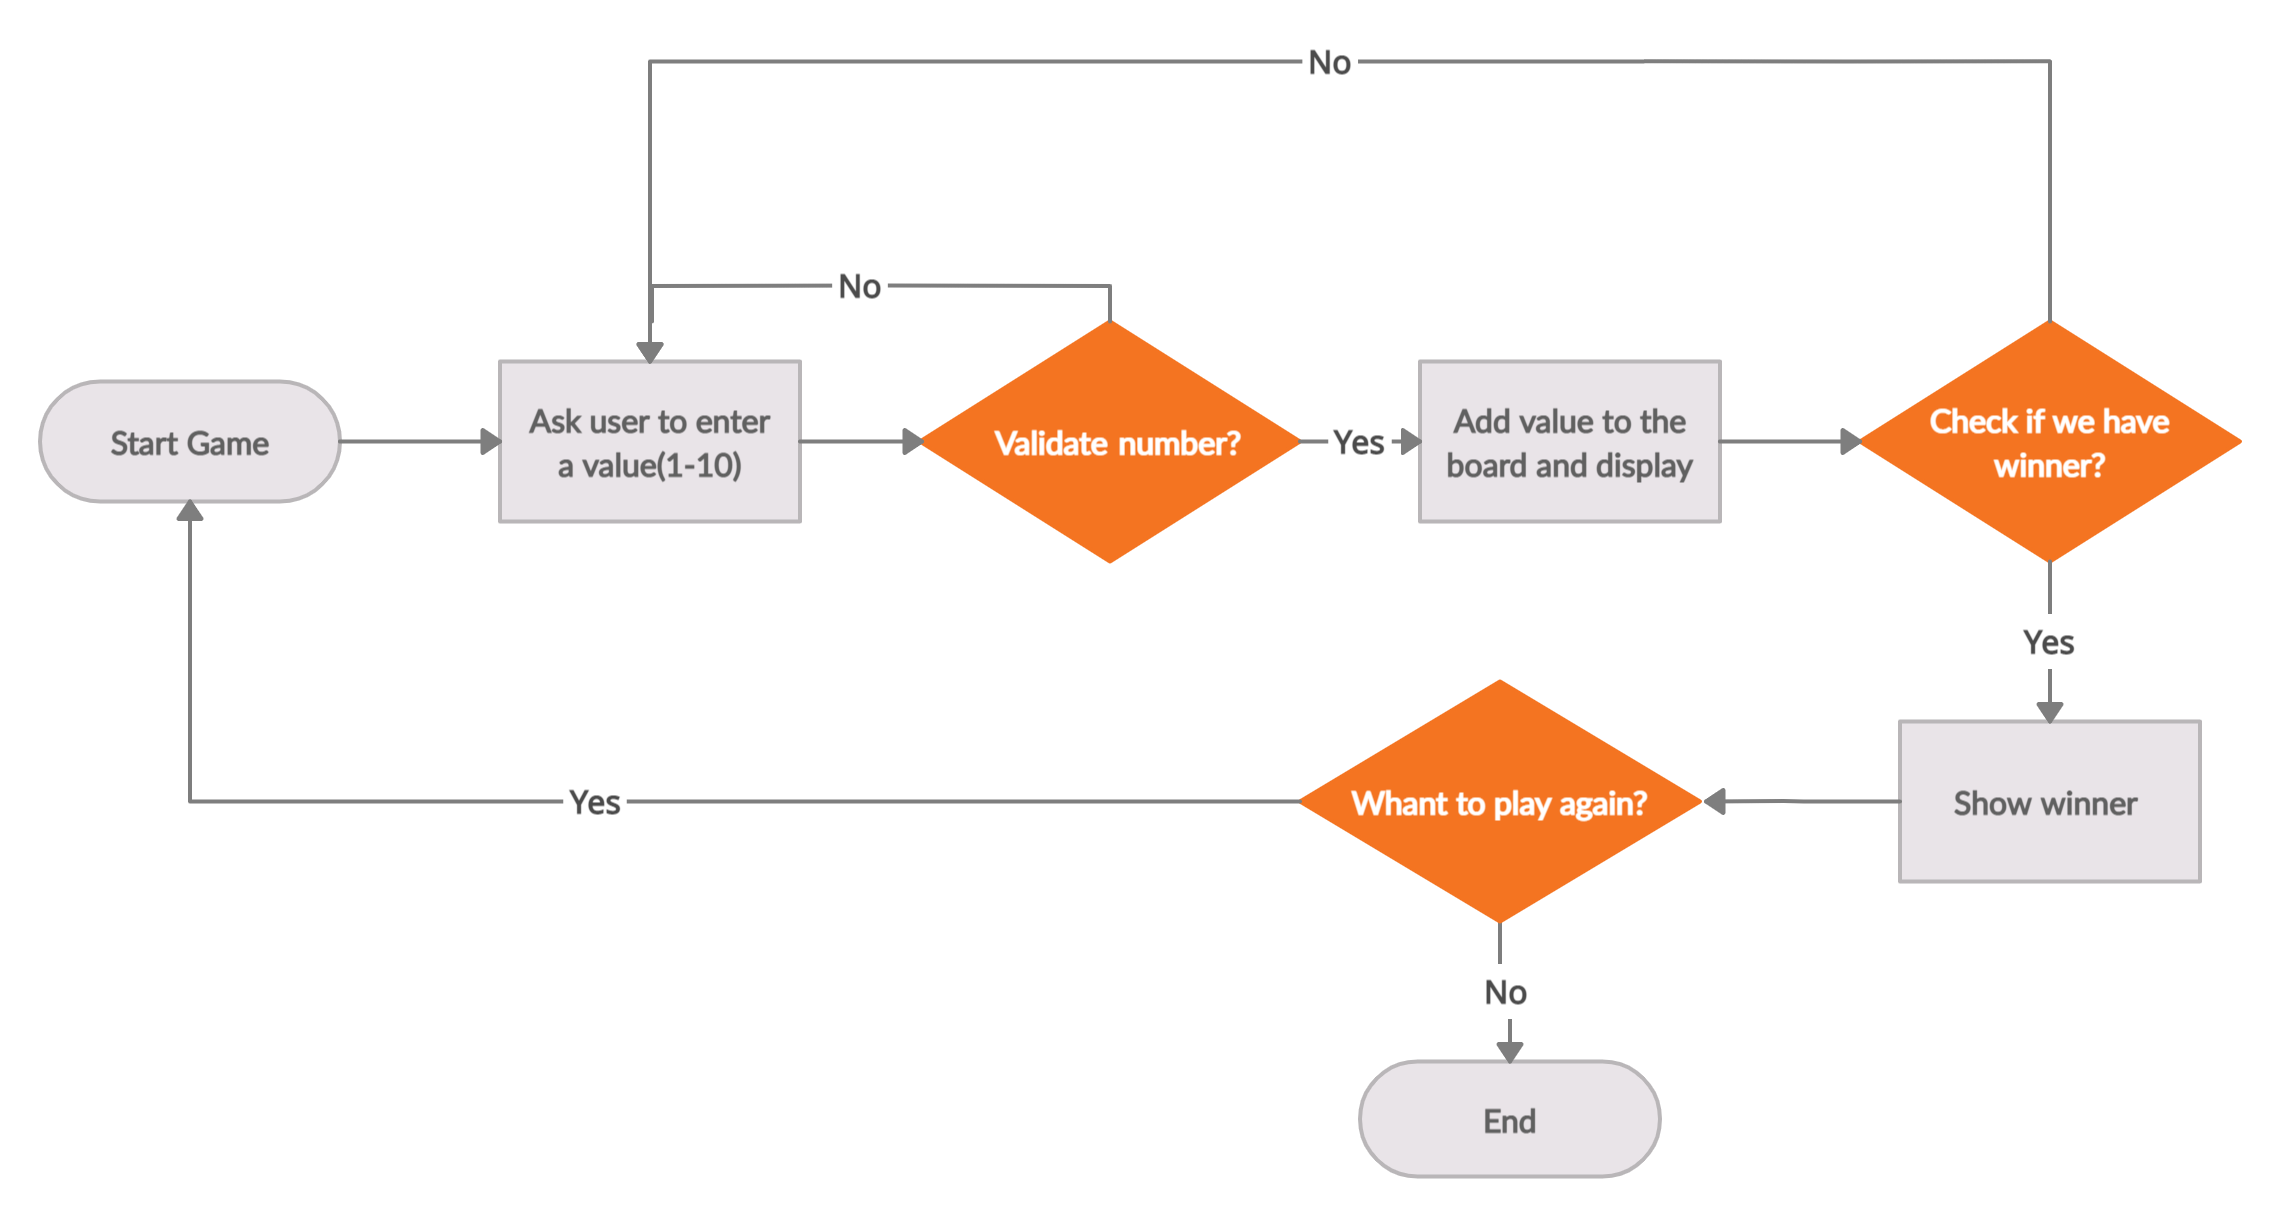 No
No
Start Game
Ask user to enter
a value(1-10)
Validate number?
Yes
Add value to the
board and display
Check if we have
winner?
Yes
Show winner
Whant to play again?
Yes
No
End